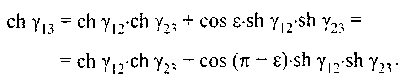 ch γ₁₃ = ch γ₁₂·ch γ₂₃ + cos ε·sh γ₁₂·sh γ₂₃ =
= ch γ₁₂·ch γ₂₃ − cos (π − ε)·sh γ₁₂·sh γ₂₃.